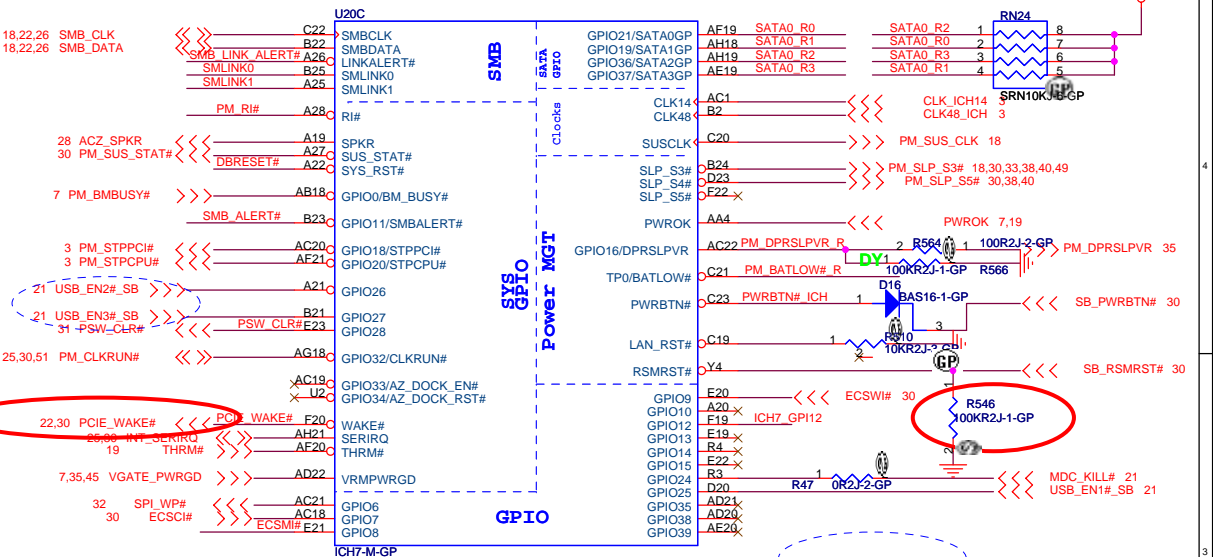 U20C
RN24
18,22,26 SMB_CLK C22 SMBCLK
18,22,26 SMB_DATA B22 SMBDATA
SMB_LINK_ALERT# A26 LINKALERT#
SMLINK0 B25 SMLINK0
SMLINK1 A25 SMLINK1
PM_RI# A28 RI#
28 ACZ_SPKR A19 SPKR
30 PM_SUS_STAT# A27 SUS_STAT#
DBRESET# A22 SYS_RST#
7 PM_BMBUSY# AB18 GPIO0/BM_BUSY#
SMB_ALERT# B23 GPIO11/SMBALERT#
3 PM_STPPCI# AC20 GPIO18/STPPCI#
3 PM_STPCPU# AF21 GPIO20/STPCPU#
21 USB_EN2#_SB A21 GPIO26
21 USB_EN3#_SB B21 GPIO27
31 PSW_CLR# PSW_CLR# E23 GPIO28
25,30,51 PM_CLKRUN# AG18 GPIO32/CLKRUN#
AC19 GPIO33/AZ_DOCK_EN#
U2 GPIO34/AZ_DOCK_RST#
22,30 PCIE_WAKE# PCIE_WAKE# F20 WAKE#
INT_SERIRQ AH21 SERIRQ
19 THRM# AF20 THRM#
7,35,45 VGATE_PWRGD AD22 VRMPWRGD
32 SPI_WP# AC21 GPIO6
30 ECSCI# AC18 GPIO7
ECSMI# E21 GPIO8
ICH7-M-GP
SMB
SATA
GPIO
Clocks
SYS
GPIO
Power MGT
GPIO
GPIO21/SATA0GP AF19 SATA0_R0
GPIO19/SATA1GP AH18 SATA0_R1
GPIO36/SATA2GP AH19 SATA0_R2
GPIO37/SATA3GP AE19 SATA0_R3
SATA0_R2 1 8
SATA0_R0 2 7
SATA0_R3 3 6
SATA0_R1 4 5
CLK14 AC1 CLK_ICH14 3
CLK48 B2 CLK48_ICH 3
SUSCLK C20 PM_SUS_CLK 18
SLP_S3# B24 PM_SLP_S3# 18,30,33,38,40,49
SLP_S4# D23 PM_SLP_S5# 30,38,40
SLP_S5# F22
PWROK AA4 PWROK 7,19
GPIO16/DPRSLPVR AC22 PM_DPRSLPVR_R 2 R564 1 100R2J-2-GP PM_DPRSLPVR 35
DY 1 100KR2J-1-GP R566
TP0/BATLOW# C21 PM_BATLOW#_R
D16
PWRBTN# C23 PWRBTN#_ICH 1 BAS16-1-GP SB_PWRBTN# 30
3
LAN_RST# C19 1
2
GP
RSMRST# Y4 SB_RSMRST# 30
1
R546
100KR2J-1-GP
GPIO9 E20 ECSWI# 30
GPIO10 A20
GPIO12 F19 ICH7_GPI12
GPIO13 E19
GPIO14 R4
GPIO15 E22
GPIO24 R3 R47 1 0R2J-2-GP MDC_KILL# 21
GPIO25 D20 USB_EN1#_SB 21
GPIO35 AD21
GPIO38 AD20
GPIO39 AE20
4
3